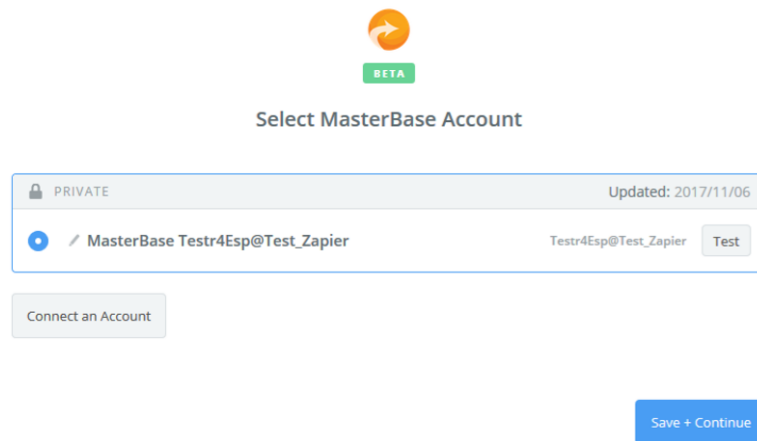 BETA
Select MasterBase Account
PRIVATE Updated: 2017/11/06
MasterBase Testr4Esp@Test_Zapier Testr4Esp@Test_Zapier Test
Connect an Account
Save + Continue